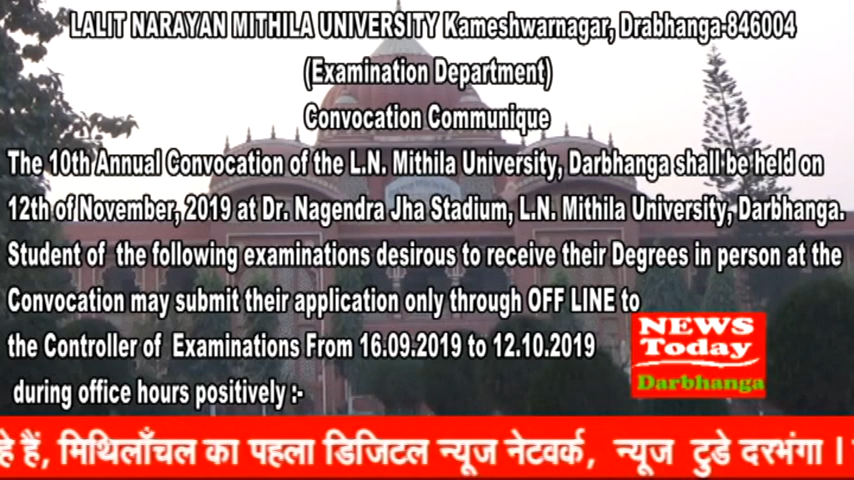 LALIT NARAYAN MITHILA UNIVERSITY Kameshwarnagar, Drabhanga-846004
(Examination Department)
Convocation Communique
The 10th Annual Convocation of the L.N. Mithila University, Darbhanga shall be held on
12th of November, 2019 at Dr. Nagendra Jha Stadium, L.N. Mithila University, Darbhanga.
Student of the following examinations desirous to receive their Degrees in person at the
Convocation may submit their application only through OFF LINE to
the Controller of Examinations From 16.09.2019 to 12.10.2019
during office hours positively :-
NEWS
Today
Darbhanga
हे हैं, मिथिलाँचल का पहला डिजिटल न्यूज नेटवर्क, न्यूज टुडे दरभंगा ।